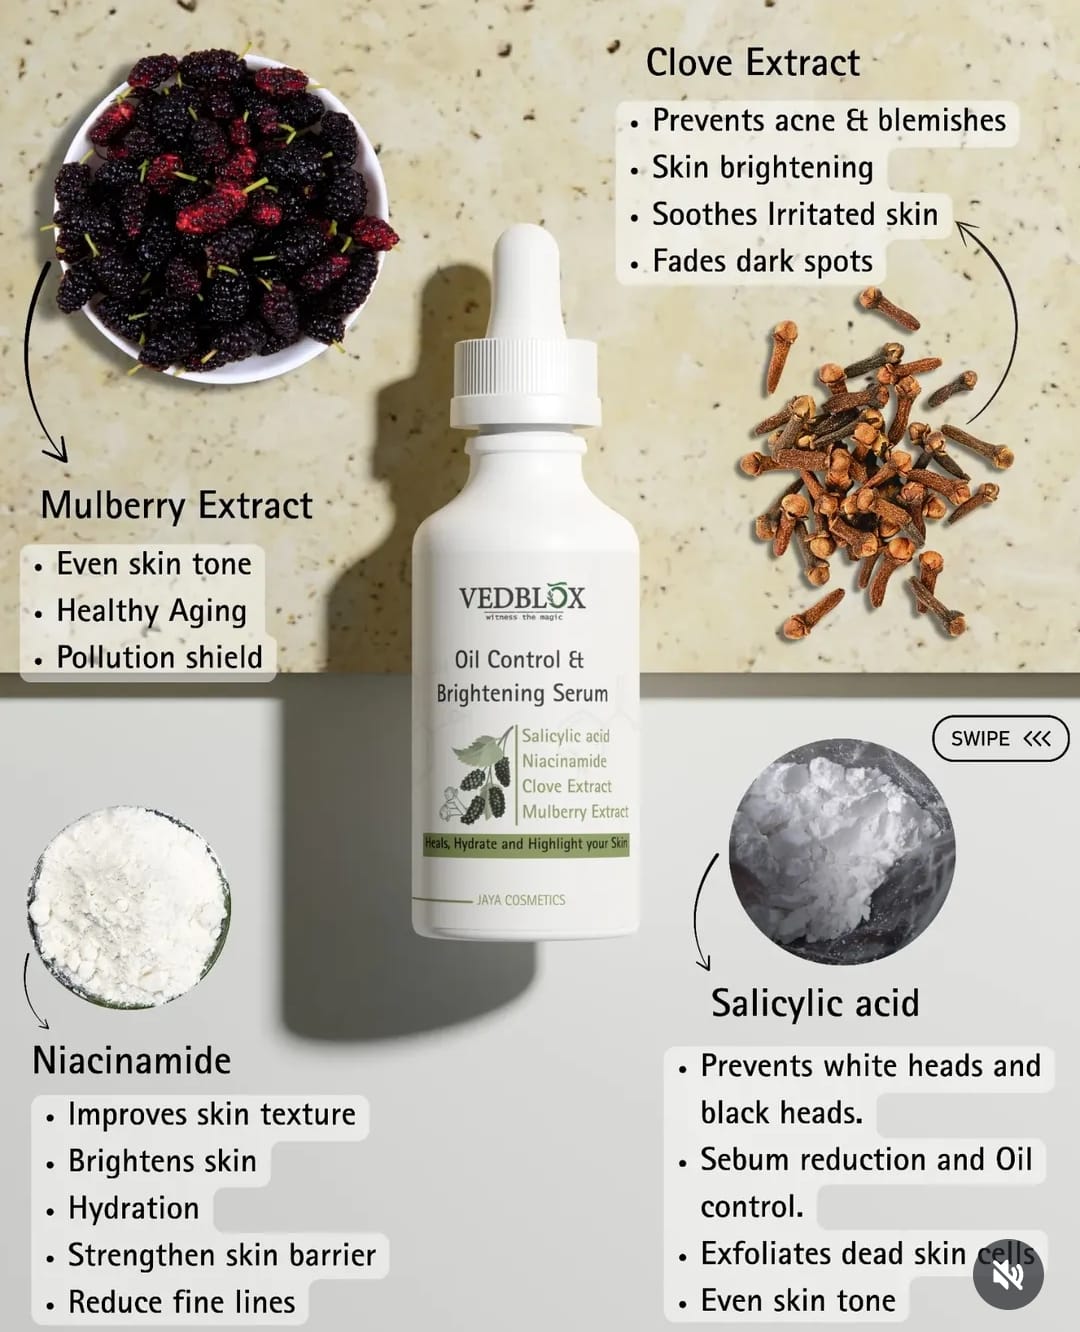 Clove Extract
• Prevents acne & blemishes
• Skin brightening
• Soothes Irritated skin
• Fades dark spots
Mulberry Extract
• Even skin tone
• Healthy Aging
• Pollution shield
VEDBLOX
witness the magic
Oil Control &
Brightening Serum
Salicylic acid
Niacinamide
Clove Extract
Mulberry Extract
Heals, Hydrate and Highlight your Skin
JAYA COSMETICS
SWIPE <<<
Niacinamide
• Improves skin texture
• Brightens skin
• Hydration
• Strengthen skin barrier
• Reduce fine lines
Salicylic acid
• Prevents white heads and
black heads.
• Sebum reduction and Oil
control.
• Exfoliates dead skin cells
• Even skin tone